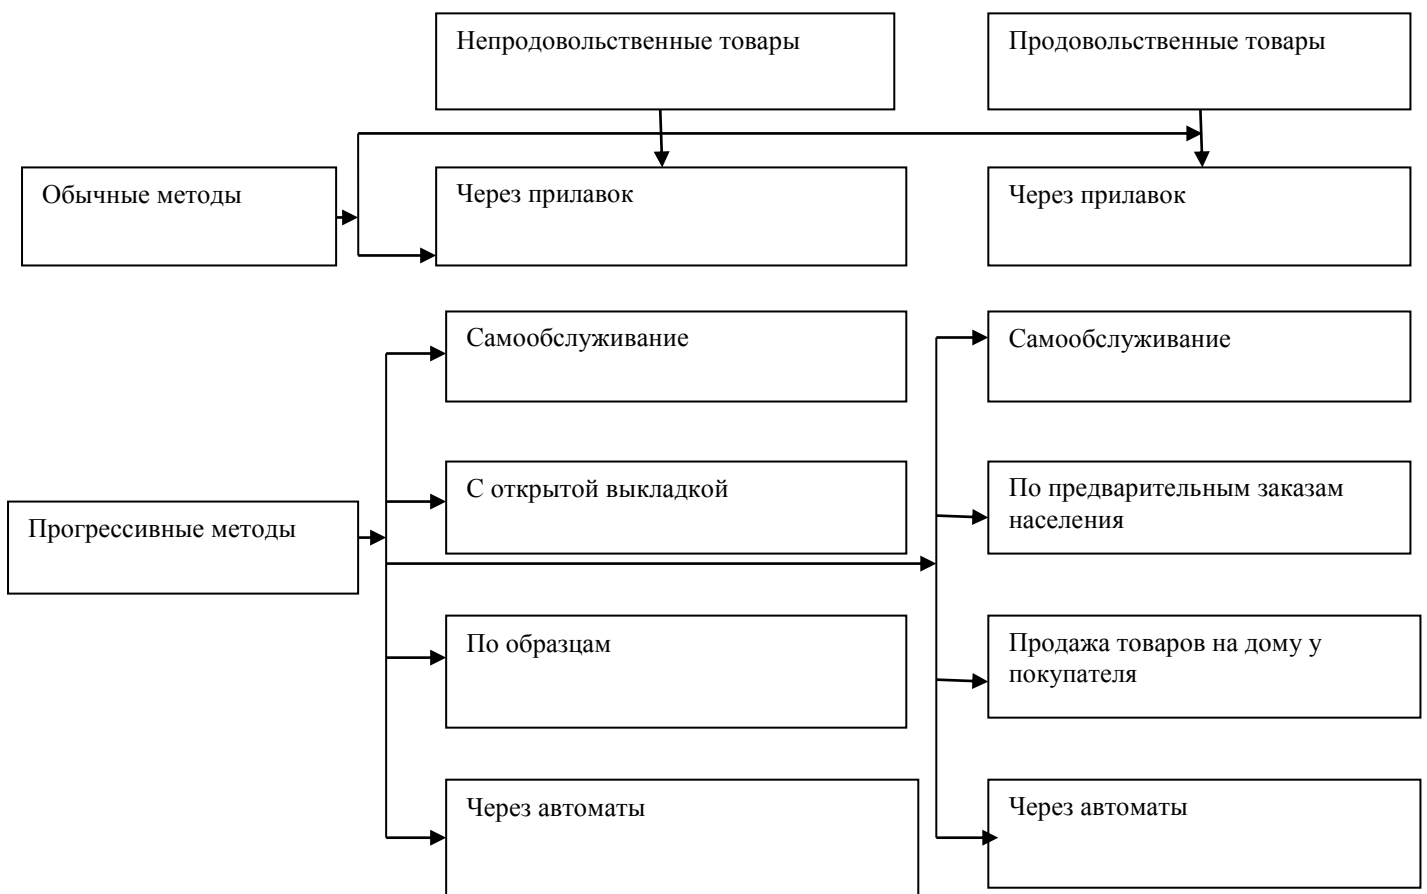 Непродовольственные товары
Продовольственные товары
Обычные методы
Через прилавок
Через прилавок
Самообслуживание
Самообслуживание
С открытой выкладкой
По предварительным заказам
населения
Прогрессивные методы
По образцам
Продажа товаров на дому у
покупателя
Через автоматы
Через автоматы